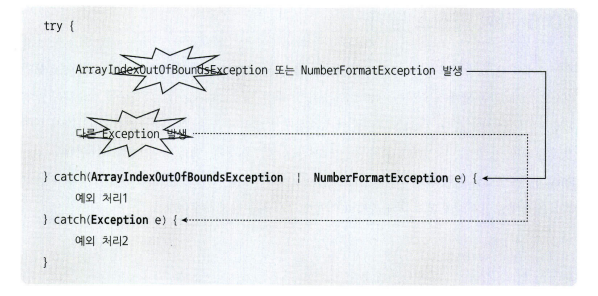 try {
ArrayIndexOutOfBoundsException 또는 NumberFormatException 발생
다른 Exception 발생
} catch(ArrayIndexOutOfBoundsException | NumberFormatException e) {
예외 처리1
} catch(Exception e) {
예외 처리2
}